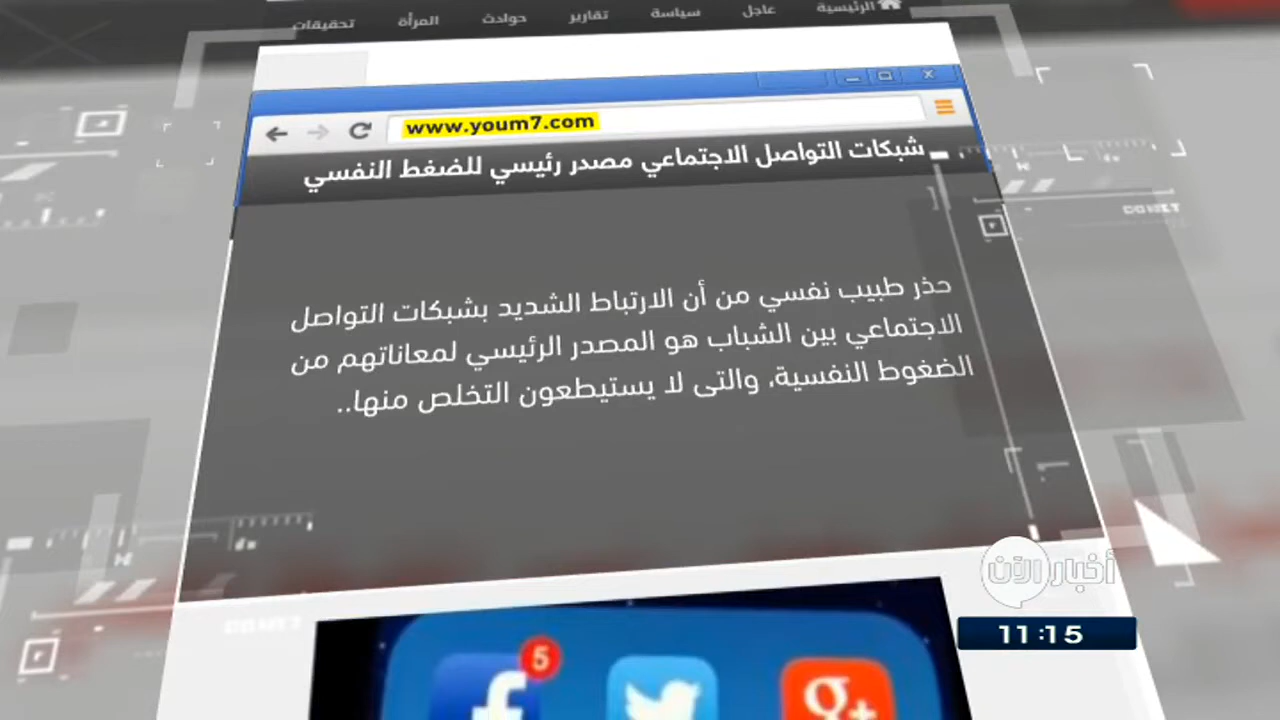 الرئيسية عاجل سياسة تقارير حوادث المرأة تحقيقات
www.youm7.com
شبكات التواصل الاجتماعي مصدر رئيسي للضغط النفسي
حذر طبيب نفسي من أن الارتباط الشديد بشبكات التواصل
الاجتماعي بين الشباب هو المصدر الرئيسي لمعاناتهم من
الضغوط النفسية، والتى لا يستيطعون التخلص منها..
أخبار الآن
11:15
5